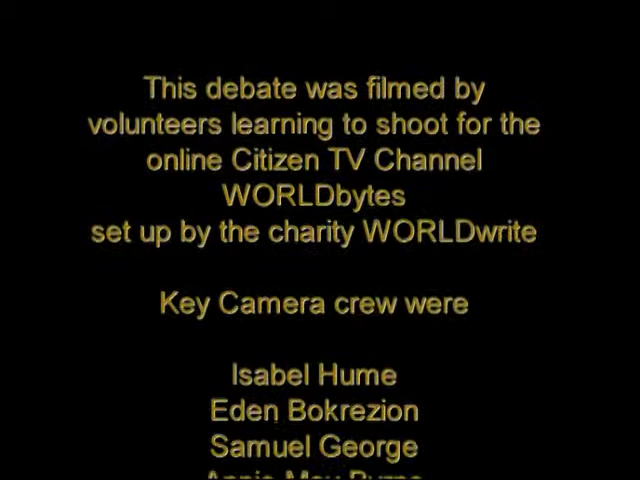 This debate was filmed by
volunteers learning to shoot for the
online Citizen TV Channel
WORLDbytes
set up by the charity WORLDwrite
Key Camera crew were
Isabel Hume
Eden Bokrezion
Samuel George